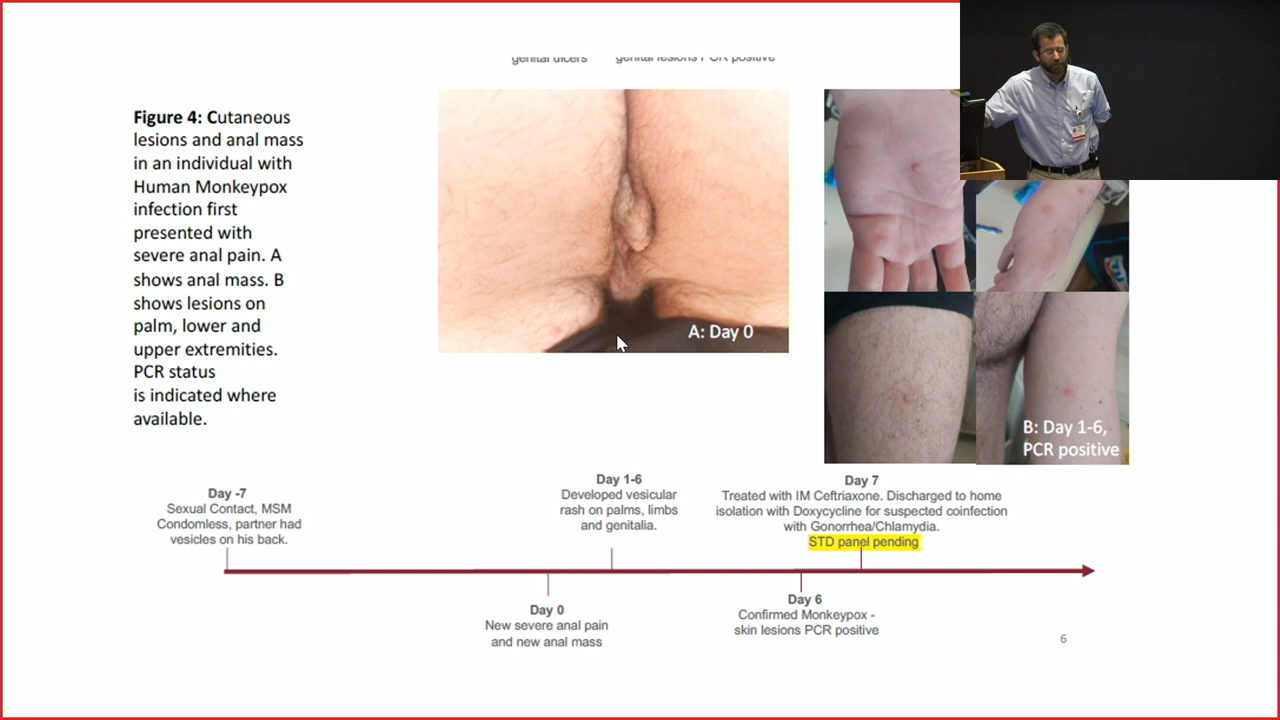 genital ulcers
genital lesions PCR positive
Figure 4: Cutaneous
lesions and anal mass
in an individual with
Human Monkeypox
infection first
presented with
severe anal pain. A
shows anal mass. B
shows lesions on
palm, lower and
upper extremities.
PCR status
is indicated where
available.
A: Day 0
B: Day 1-6,
PCR positive
Day -7
Sexual Contact, MSM
Condomless, partner had
vesicles on his back.
Day 1-6
Developed vesicular
rash on palms, limbs
and genitalia.
Day 7
Treated with IM Ceftriaxone. Discharged to home
isolation with Doxycycline for suspected coinfection
with Gonorrhea/Chlamydia.
STD panel pending
Day 0
New severe anal pain
and new anal mass
Day 6
Confirmed Monkeypox -
skin lesions PCR positive
6